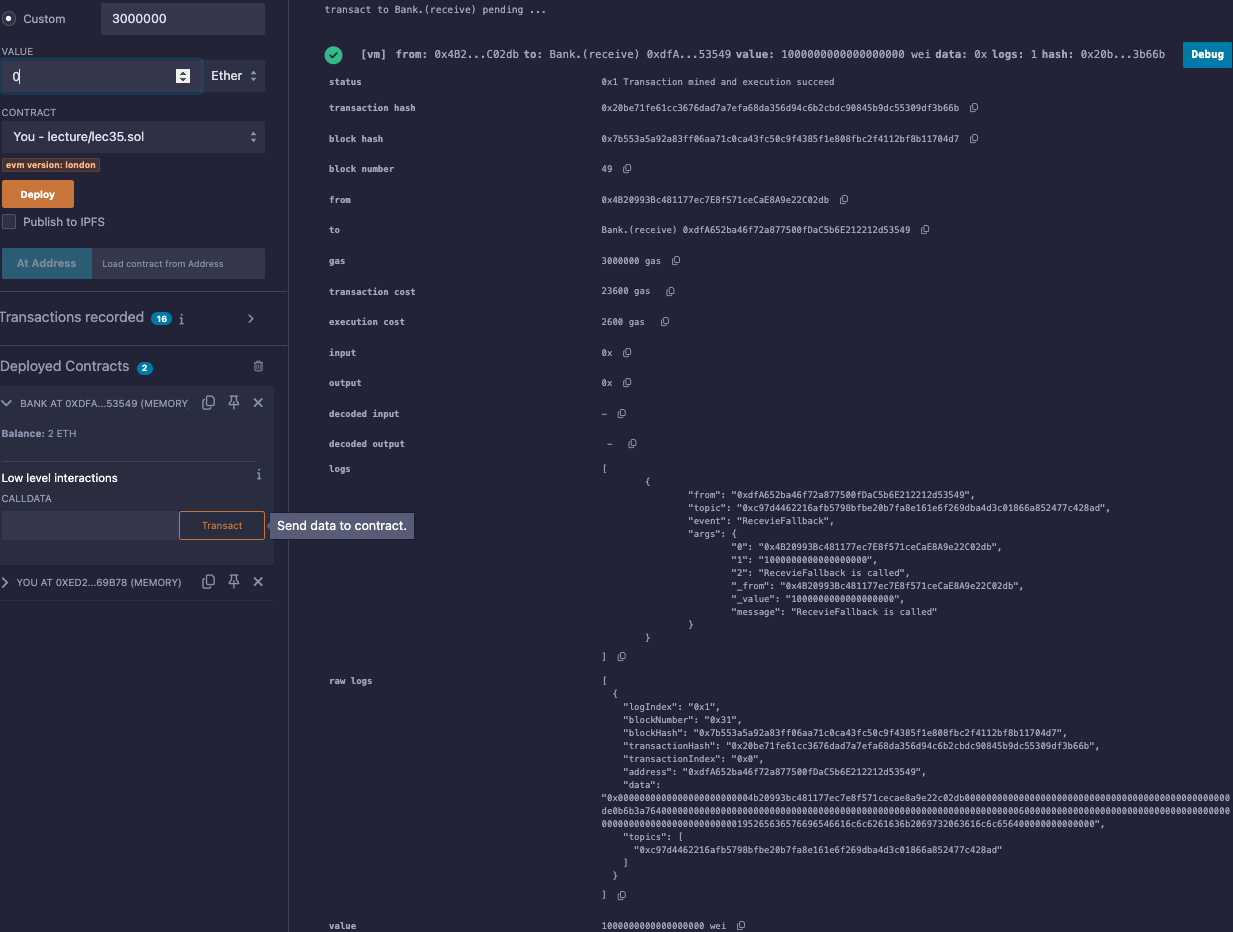 Custom
3000000
VALUE
0
Ether
CONTRACT
You - lecture/lec35.sol
evm version: london
Deploy
Publish to IPFS
At Address
Load contract from Address
Transactions recorded 16 i
Deployed Contracts 2
BANK AT 0XDFA...53549 (MEMORY
Balance: 2 ETH
Low level interactions
i
CALLDATA
Transact
Send data to contract.
YOU AT 0XED2...69B78 (MEMORY)
transact to Bank.(receive) pending ...
[vm] from: 0x4B2...C02db to: Bank.(receive) 0xdfA...53549 value: 1000000000000000000 wei data: 0x logs: 1 hash: 0x20b...3b66b
Debug
status 0x1 Transaction mined and execution succeed
transaction hash 0x20be71fe61cc3676dad7a7efa68da356d94c6b2cbdc90845b9dc55309df3b66b
block hash 0x7b553a5a92a83ff06aa71c0ca43fc50c9f4385f1e808fbc2f4112bf8b11704d7
block number 49
from 0x4B20993Bc481177ec7E8f571ceCaE8A9e22C02db
to Bank.(receive) 0xdfA652ba46f72a877500fDaC5b6E212212d53549
gas 3000000 gas
transaction cost 23600 gas
execution cost 2600 gas
input 0x
output 0x
decoded input –
decoded output –
logs [
{
"from": "0xdfA652ba46f72a877500fDaC5b6E212212d53549",
"topic": "0xc97d4462216afb5798bfbe20b7fa8e161e6f269dba4d3c01866a852477c428ad",
"event": "RecevieFallback",
"args": {
"0": "0x4B20993Bc481177ec7E8f571ceCaE8A9e22C02db",
"1": "1000000000000000000",
"2": "RecevieFallback is called",
"_from": "0x4B20993Bc481177ec7E8f571ceCaE8A9e22C02db",
"_value": "1000000000000000000",
"message": "RecevieFallback is called"
}
}
]
raw logs [
{
"logIndex": "0x1",
"blockNumber": "0x31",
"blockHash": "0x7b553a5a92a83ff06aa71c0ca43fc50c9f4385f1e808fbc2f4112bf8b11704d7",
"transactionHash": "0x20be71fe61cc3676dad7a7efa68da356d94c6b2cbdc90845b9dc55309df3b66b",
"transactionIndex": "0x0",
"address": "0xdfA652ba46f72a877500fDaC5b6E212212d53549",
"data":
"topics": [
"0xc97d4462216afb5798bfbe20b7fa8e161e6f269dba4d3c01866a852477c428ad"
]
}
]
value 1000000000000000000 wei